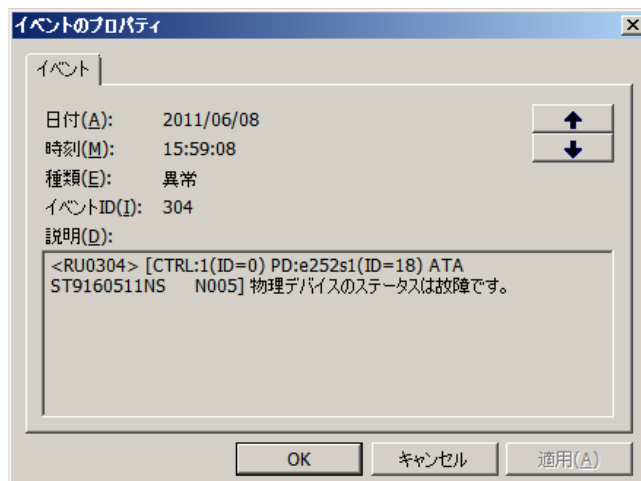 イベントのプロパティ
イベント
日付(A): 2011/06/08
時刻(M): 15:59:08
種類(E): 異常
イベントID(I): 304
説明(D):
<RU0304> [CTRL:1(ID=0) PD:e252s1(ID=18) ATA
ST9160511NS N005] 物理デバイスのステータスは故障です。
OK キャンセル 適用(A)